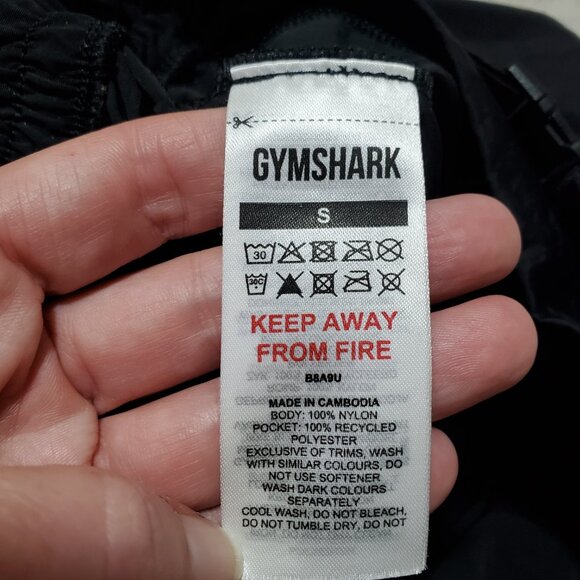 GYMSHARK
S
30
30C
KEEP AWAY
FROM FIRE
B8A9U
MADE IN CAMBODIA
BODY: 100% NYLON
POCKET: 100% RECYCLED
POLYESTER
EXCLUSIVE OF TRIMS, WASH
WITH SIMILAR COLOURS, DO
NOT USE SOFTENER
WASH DARK COLOURS
SEPARATELY
COOL WASH, DO NOT BLEACH,
DO NOT TUMBLE DRY, DO NOT